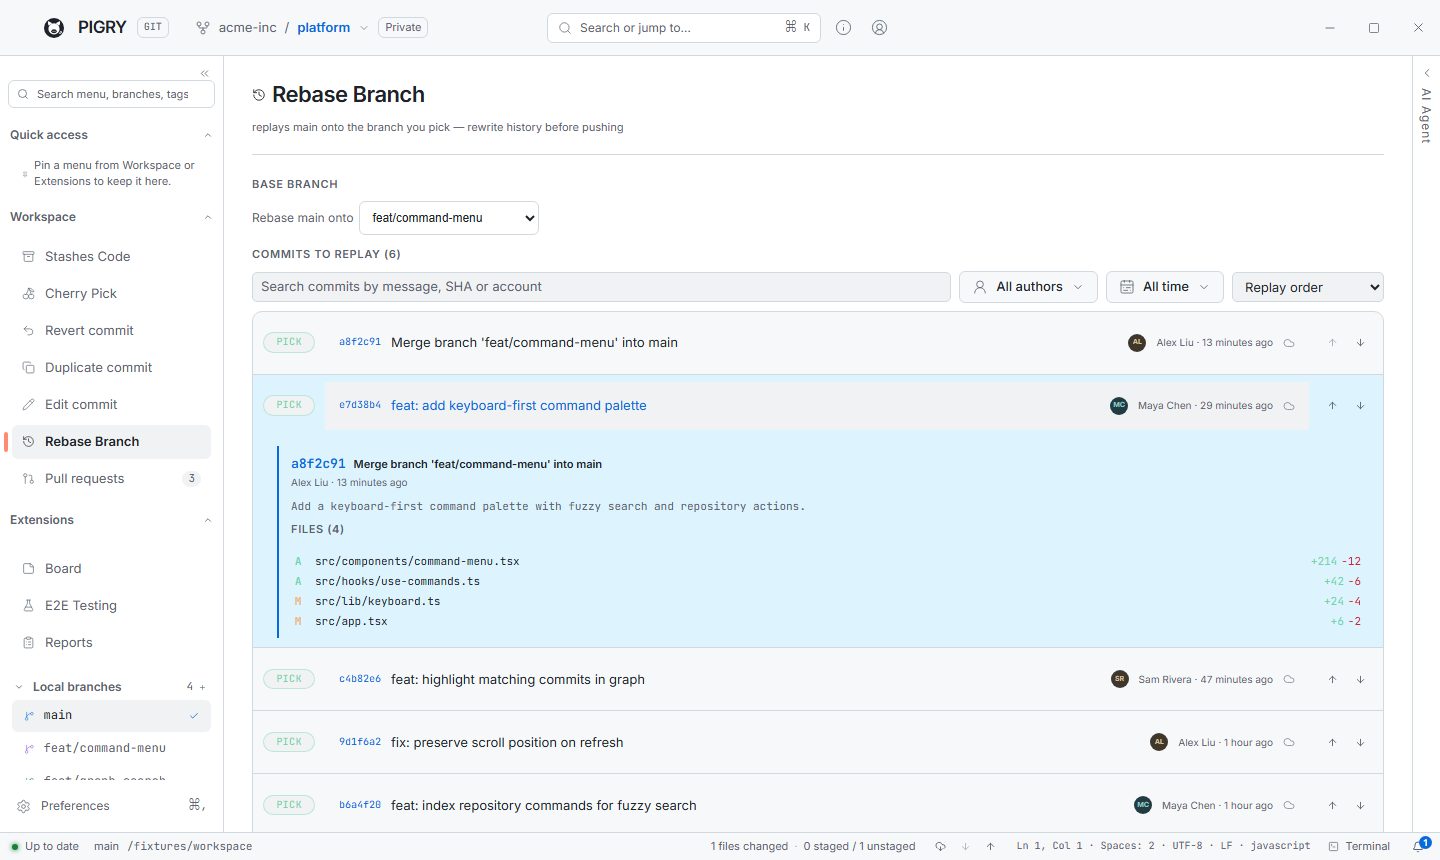 PIGRY GIT acme-inc / platform Private Search or jump to... ⌘ K
Search menu, branches, tags
Quick access
Pin a menu from Workspace or
Extensions to keep it here.
Workspace
Stashes Code
Cherry Pick
Revert commit
Duplicate commit
Edit commit
Rebase Branch
Pull requests 3
Extensions
Board
E2E Testing
Reports
Local branches 4 +
main
feat/command-menu
Preferences ⌘,
Rebase Branch
replays main onto the branch you pick — rewrite history before pushing
BASE BRANCH
Rebase main onto feat/command-menu
COMMITS TO REPLAY (6)
Search commits by message, SHA or account All authors All time Replay order
PICK a8f2c91 Merge branch 'feat/command-menu' into main AL Alex Liu · 13 minutes ago
PICK e7d38b4 feat: add keyboard-first command palette MC Maya Chen · 29 minutes ago
a8f2c91 Merge branch 'feat/command-menu' into main
Alex Liu · 13 minutes ago
Add a keyboard-first command palette with fuzzy search and repository actions.
FILES (4)
A src/components/command-menu.tsx +214 -12
A src/hooks/use-commands.ts +42 -6
M src/lib/keyboard.ts +24 -4
M src/app.tsx +6 -2
PICK c4b82e6 feat: highlight matching commits in graph SR Sam Rivera · 47 minutes ago
PICK 9d1f6a2 fix: preserve scroll position on refresh AL Alex Liu · 1 hour ago
PICK b6a4f20 feat: index repository commands for fuzzy search MC Maya Chen · 1 hour ago
AI Agent
Up to date main /fixtures/workspace 1 files changed · 0 staged / 1 unstaged Ln 1, Col 1 · Spaces: 2 · UTF-8 · LF · javascript Terminal 1